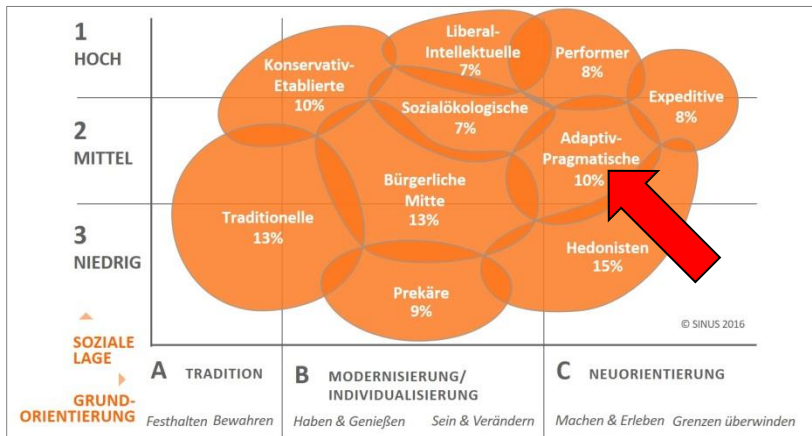 1
HOCH
2
MITTEL
3
NIEDRIG
Konservativ-
Etablierte
10%
Liberal-
Intellektuelle
7%
Performer
8%
Expeditive
8%
Sozialökologische
7%
Adaptiv-
Pragmatische
10%
Bürgerliche
Mitte
13%
Traditionelle
13%
Hedonisten
15%
Prekäre
9%
© SINUS 2016
SOZIALE
LAGE
GRUND-
ORIENTIERUNG
A TRADITION
Festhalten Bewahren
B MODERNISIERUNG/
INDIVIDUALISIERUNG
Haben & Genießen Sein & Verändern
C NEUORIENTIERUNG
Machen & Erleben Grenzen überwinden